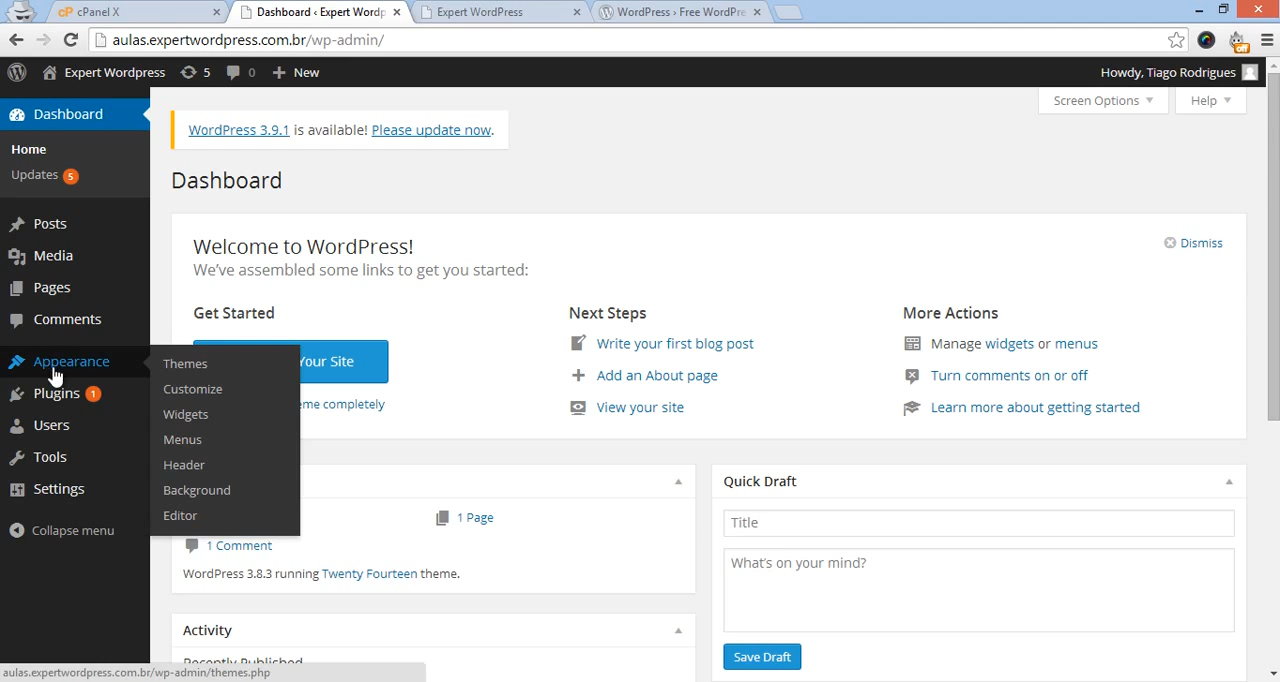 cPanel X
Dashboard ‹ Expert Wordp
Expert WordPress
WordPress › Free WordPre
aulas.expertwordpress.com.br/wp-admin/
off
Expert Wordpress
5
0
New
Howdy, Tiago Rodrigues
Dashboard
Home
Updates 5
Posts
Media
Pages
Comments
Appearance
Plugins 1
Users
Tools
Settings
Collapse menu
Themes
Customize
Widgets
Menus
Header
Background
Editor
Screen Options
Help
WordPress 3.9.1 is available! Please update now.
Dashboard
Welcome to WordPress!
We've assembled some links to get you started:
Dismiss
Get Started
Your Site
eme completely
Next Steps
Write your first blog post
Add an About page
View your site
More Actions
Manage widgets or menus
Turn comments on or off
Learn more about getting started
1 Page
1 Comment
WordPress 3.8.3 running Twenty Fourteen theme.
Activity
Recently Published
Quick Draft
Title
What's on your mind?
Save Draft
aulas.expertwordpress.com.br/wp-admin/themes.php